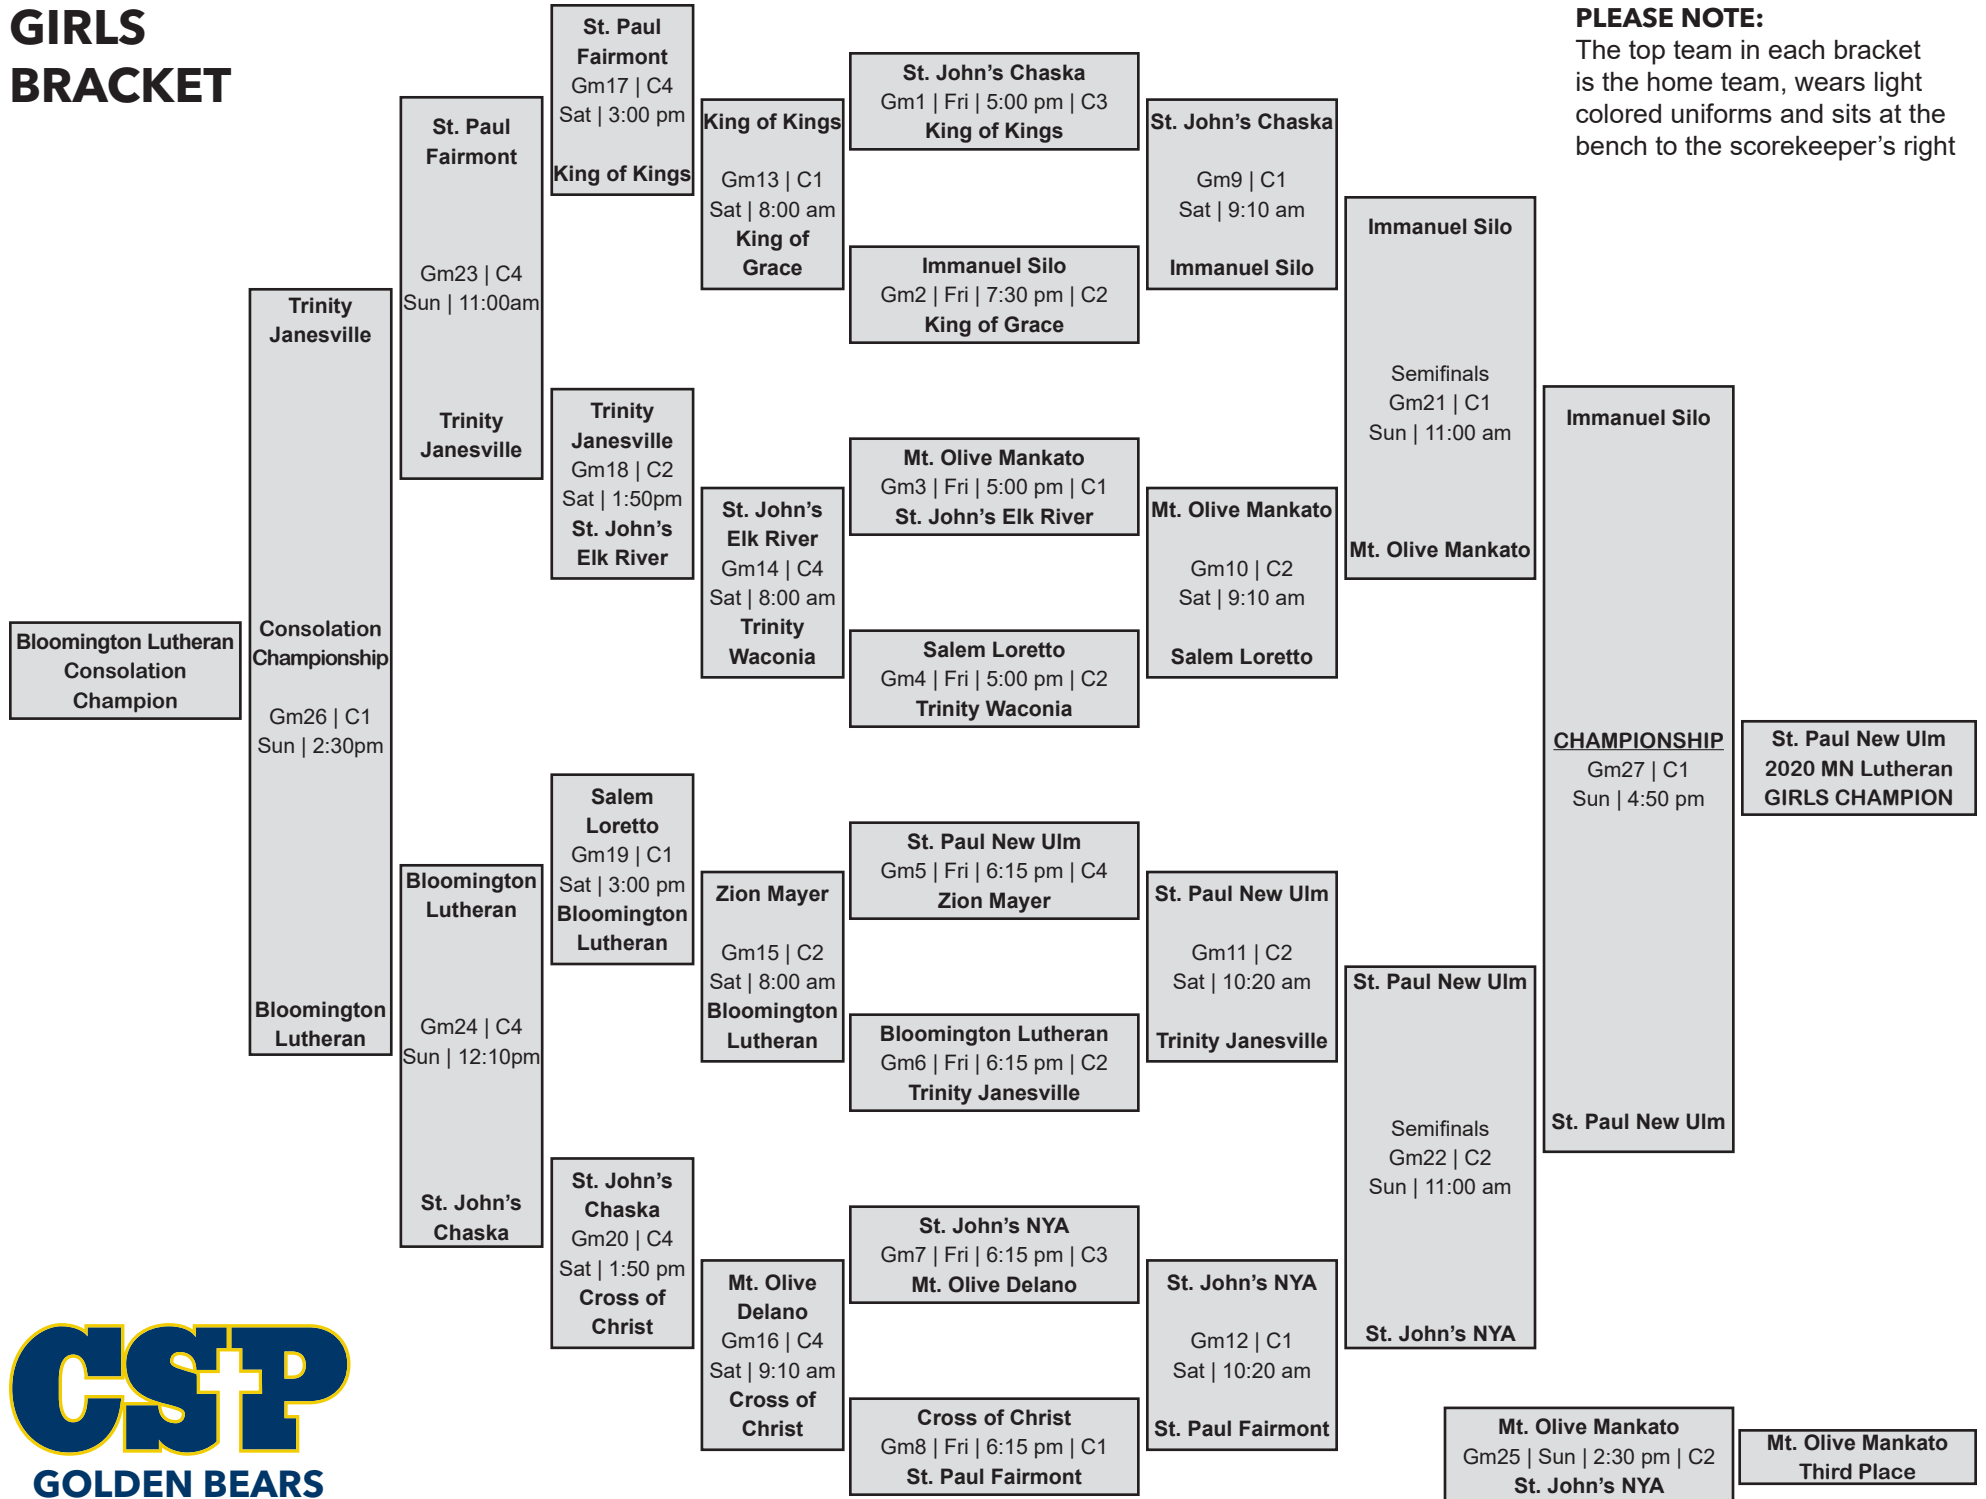 GIRLS
BRACKET
PLEASE NOTE:
The top team in each bracket
is the home team, wears light
colored uniforms and sits at the
bench to the scorekeeper's right
Bloomington Lutheran
Consolation
Champion
Trinity
Janesville
Consolation
Championship
Gm26 | C1
Sun | 2:30pm
Bloomington
Lutheran
St. Paul
Fairmont
Gm23 | C4
Sun | 11:00am
Trinity
Janesville
Bloomington
Lutheran
Gm24 | C4
Sun | 12:10pm
St. John's
Chaska
St. Paul
Fairmont
Gm17 | C4
Sat | 3:00 pm
King of Kings
Trinity
Janesville
Gm18 | C2
Sat | 1:50pm
St. John's
Elk River
Salem
Loretto
Gm19 | C1
Sat | 3:00 pm
Bloomington
Lutheran
St. John's
Chaska
Gm20 | C4
Sat | 1:50 pm
Cross of
Christ
King of Kings
Gm13 | C1
Sat | 8:00 am
King of
Grace
St. John's
Elk River
Gm14 | C4
Sat | 8:00 am
Trinity
Waconia
Zion Mayer
Gm15 | C2
Sat | 8:00 am
Bloomington
Lutheran
Mt. Olive
Delano
Gm16 | C4
Sat | 9:10 am
Cross of
Christ
St. John's Chaska
Gm1 | Fri | 5:00 pm | C3
King of Kings
Immanuel Silo
Gm2 | Fri | 7:30 pm | C2
King of Grace
Mt. Olive Mankato
Gm3 | Fri | 5:00 pm | C1
St. John's Elk River
Salem Loretto
Gm4 | Fri | 5:00 pm | C2
Trinity Waconia
St. Paul New Ulm
Gm5 | Fri | 6:15 pm | C4
Zion Mayer
Bloomington Lutheran
Gm6 | Fri | 6:15 pm | C2
Trinity Janesville
St. John's NYA
Gm7 | Fri | 6:15 pm | C3
Mt. Olive Delano
Cross of Christ
Gm8 | Fri | 6:15 pm | C1
St. Paul Fairmont
St. John's Chaska
Gm9 | C1
Sat | 9:10 am
Immanuel Silo
Mt. Olive Mankato
Gm10 | C2
Sat | 9:10 am
Salem Loretto
St. Paul New Ulm
Gm11 | C2
Sat | 10:20 am
Trinity Janesville
St. John's NYA
Gm12 | C1
Sat | 10:20 am
St. Paul Fairmont
Immanuel Silo
Semifinals
Gm21 | C1
Sun | 11:00 am
Mt. Olive Mankato
St. Paul New Ulm
Semifinals
Gm22 | C2
Sun | 11:00 am
St. John's NYA
Immanuel Silo
CHAMPIONSHIP
Gm27 | C1
Sun | 4:50 pm
St. Paul New Ulm
St. Paul New Ulm
2020 MN Lutheran
GIRLS CHAMPION
Mt. Olive Mankato
Gm25 | Sun | 2:30 pm | C2
St. John's NYA
Mt. Olive Mankato
Third Place
CSP
GOLDEN BEARS